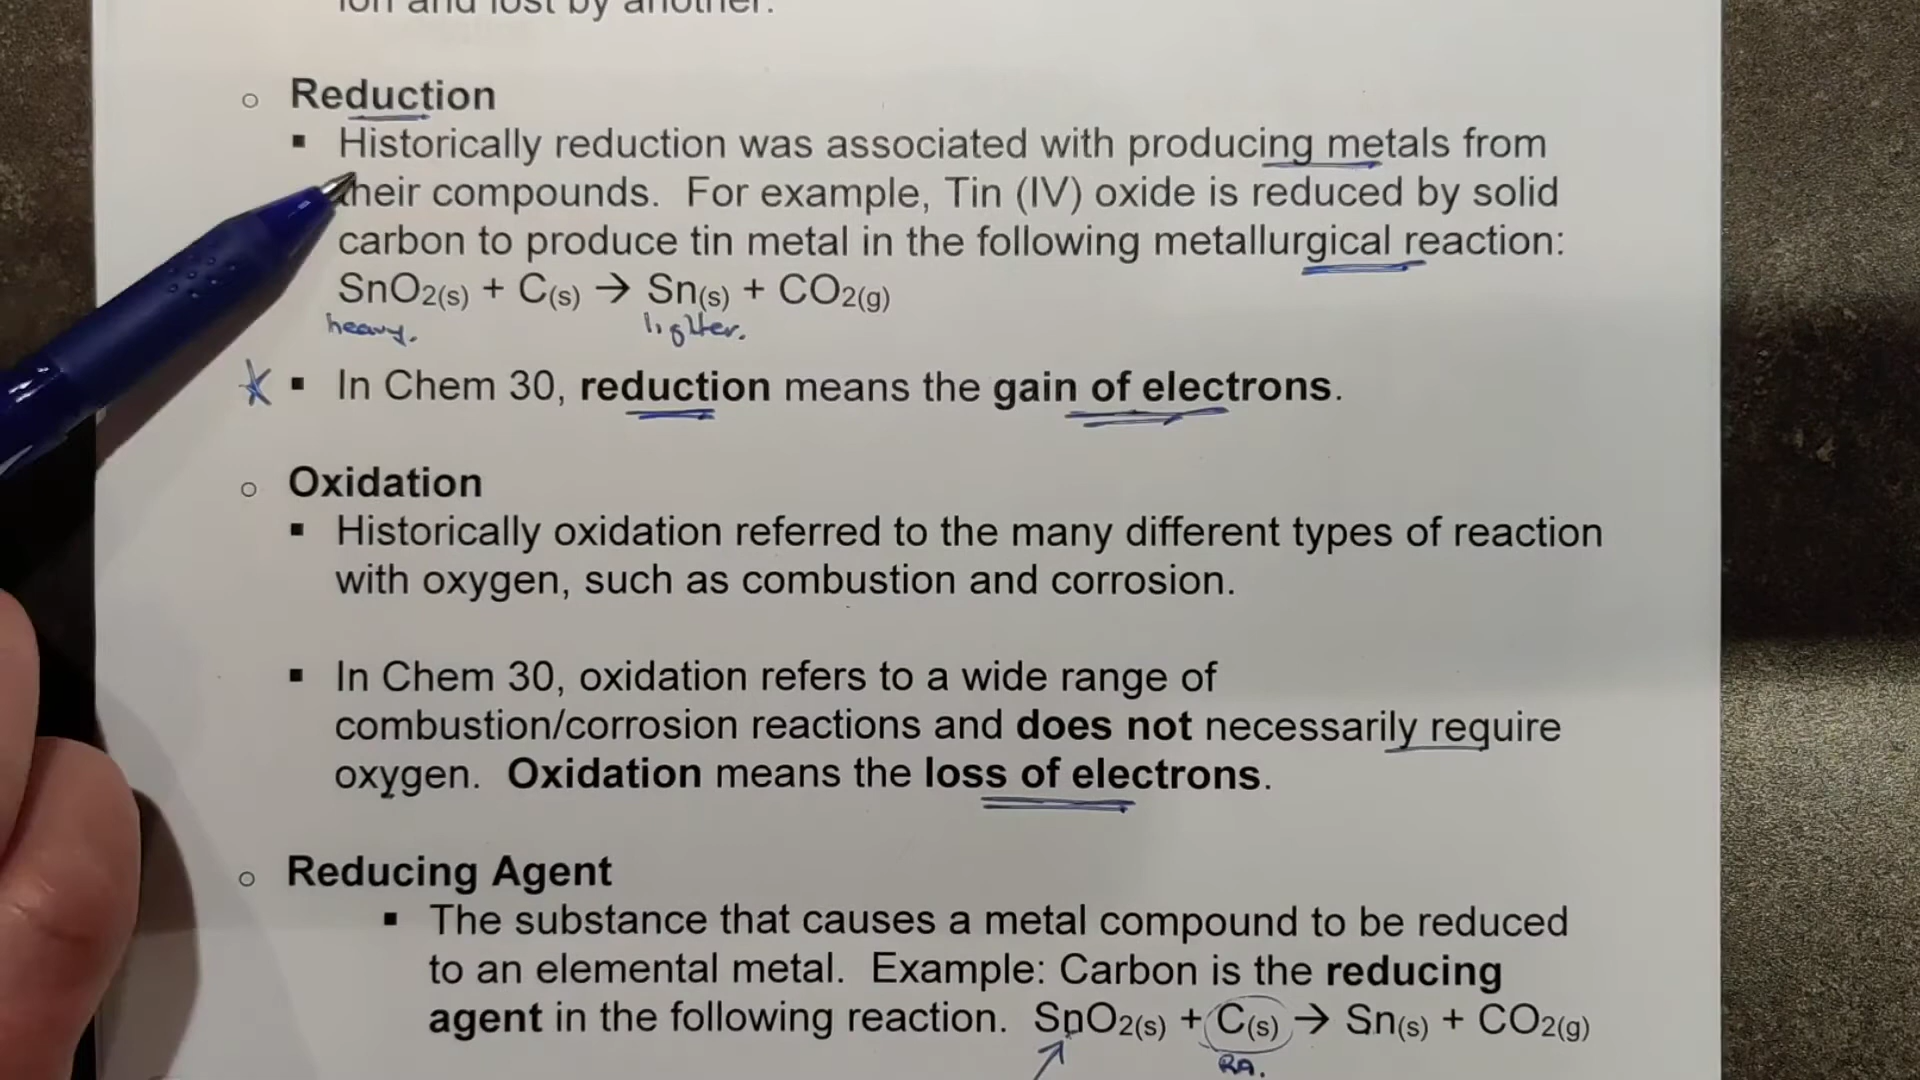 ion and lost by another.
○ Reduction
▪ Historically reduction was associated with producing metals from
their compounds. For example, Tin (IV) oxide is reduced by solid
carbon to produce tin metal in the following metallurgical reaction:
SnO2(s) + C(s) → Sn(s) + CO2(g)
heavy. lighter.
▪ In Chem 30, reduction means the gain of electrons.
○ Oxidation
▪ Historically oxidation referred to the many different types of reaction
with oxygen, such as combustion and corrosion.
▪ In Chem 30, oxidation refers to a wide range of
combustion/corrosion reactions and does not necessarily require
oxygen. Oxidation means the loss of electrons.
○ Reducing Agent
▪ The substance that causes a metal compound to be reduced
to an elemental metal. Example: Carbon is the reducing
agent in the following reaction. SnO2(s) + C(s) → Sn(s) + CO2(g)
RA.